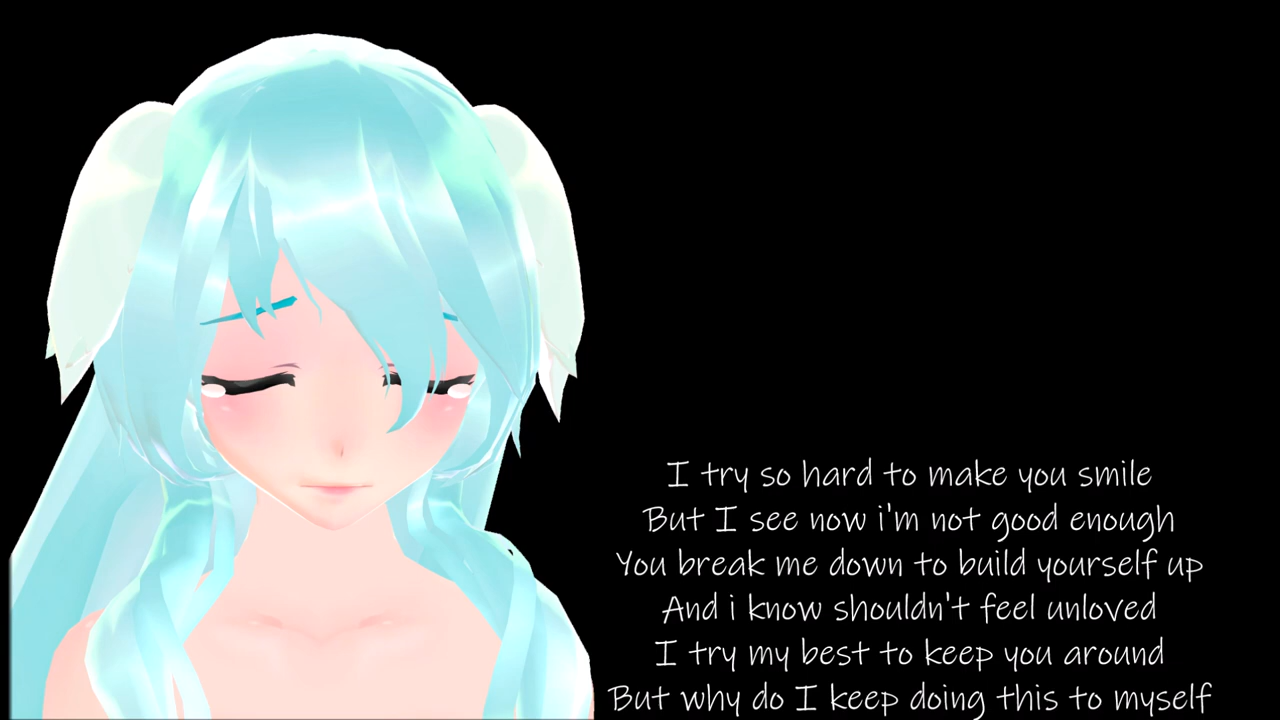 I try so hard to make you smile
But I see now i'm not good enough
You break me down to build yourself up
And i know shouldn't feel unloved
I try my best to keep you around
But why do I keep doing this to myself